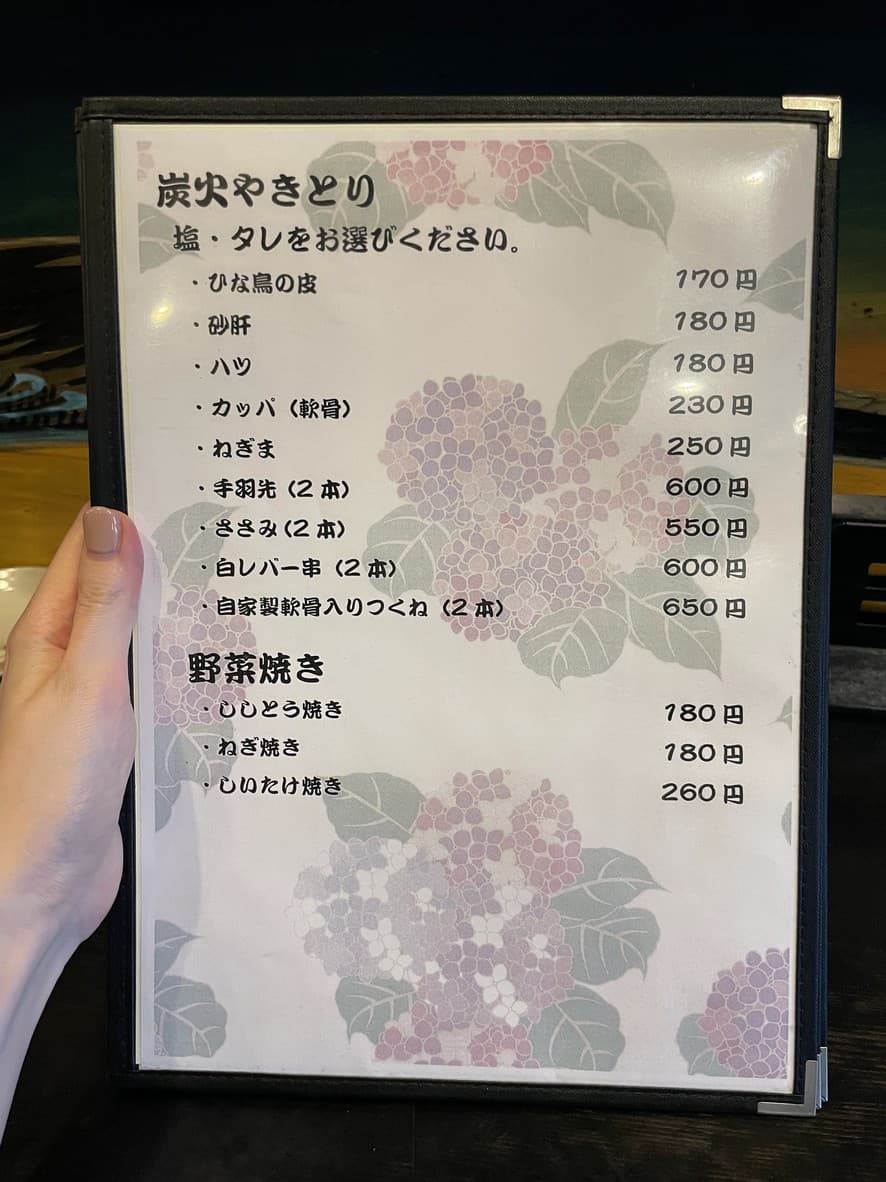 炭火やきとり
塩・タレをお選びください。
・ひな鳥の皮 170円
・砂肝 180円
・ハツ 180円
・カッパ（軟骨） 230円
・ねぎま 250円
・手羽先（2本） 600円
・ささみ（2本） 550円
・白レバー串（2本） 600円
・自家製軟骨入りつくね（2本） 650円
野菜焼き
・ししとう焼き 180円
・ねぎ焼き 180円
・しいたけ焼き 260円